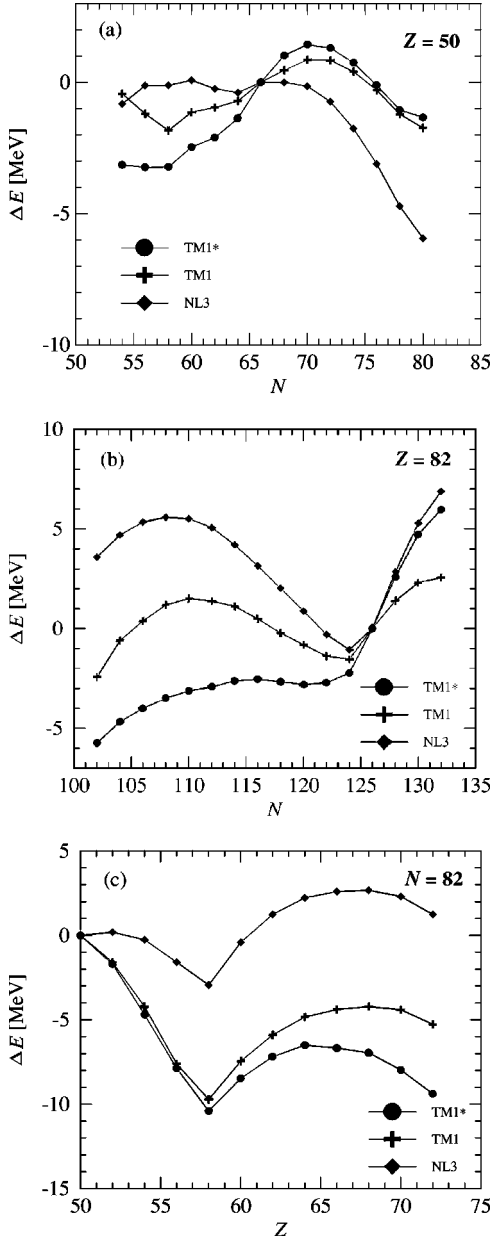 (a)
Z = 50
0
-5
-10
ΔE [MeV]
TM1*
TM1
NL3
50 55 60 65 70 75 80 85
N
(b)
Z = 82
10
5
0
-5
ΔE [MeV]
TM1*
TM1
NL3
100 105 110 115 120 125 130 135
N
(c)
N = 82
5
0
-5
-10
-15
ΔE [MeV]
TM1*
TM1
NL3
50 55 60 65 70 75
Z